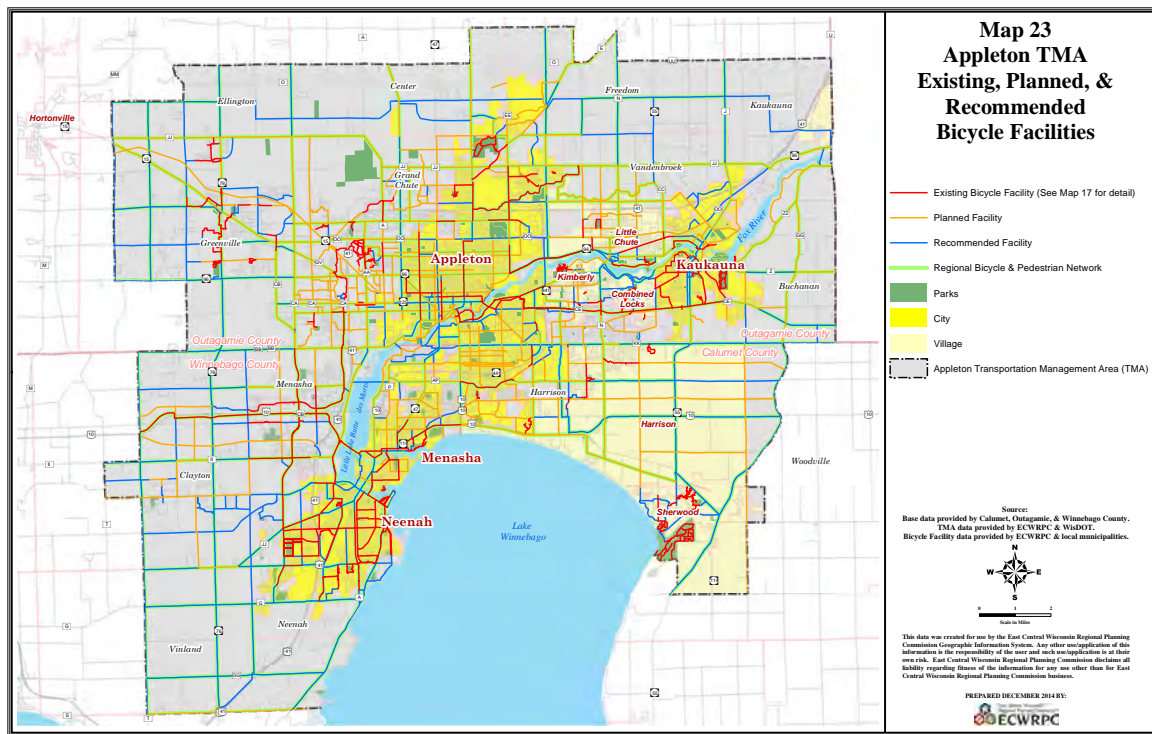 Map 23
Appleton TMA
Existing, Planned, &
Recommended
Bicycle Facilities
Existing Bicycle Facility (See Map 17 for detail)
Planned Facility
Recommended Facility
Regional Bicycle & Pedestrian Network
Parks
City
Village
Appleton Transportation Management Area (TMA)
Source:
Base data provided by Calumet, Outagamie, & Winnebago County.
TMA data provided by ECWRPC & WisDOT.
Bicycle Facility data provided by ECWRPC & local municipalities.
N
W
E
S
0 1 2
Scale in Miles
This data was created for use by the East Central Wisconsin Regional Planning
Commission Geographic Information System. Any other use/application of this
information is the responsibility of the user and such use/application is at their
own risk. East Central Wisconsin Regional Planning Commission disclaims all
liability regarding fitness of the information for any use other than for East
Central Wisconsin Regional Planning Commission business.
PREPARED DECEMBER 2014 BY:
ECWRPC
Hortonville
Ellington
Center
Freedom
Kaukauna
Grand
Chute
Vandenbroek
Greenville
Appleton
Little
Chute
Fox River
Kimberly
Kaukauna
Combined
Locks
Buchanan
Outagamie County
Winnebago County
Outagamie County
Calumet County
Menasha
Harrison
Harrison
Little Lake Butte
des Morts
Clayton
Menasha
Woodville
Neenah
Lake
Winnebago
Sherwood
Neenah
Vinland